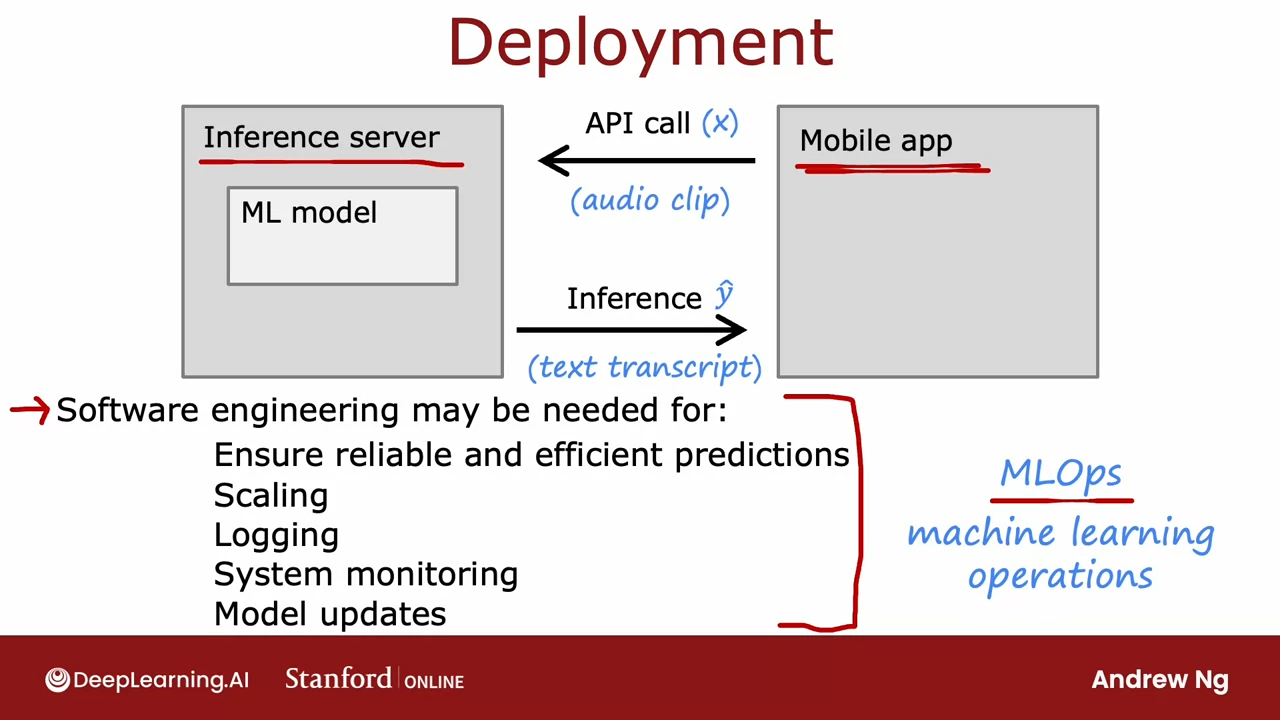 Deployment
Inference server
ML model
API call (x)
(audio clip)
Inference ŷ
(text transcript)
Mobile app
Software engineering may be needed for:
Ensure reliable and efficient predictions
Scaling
Logging
System monitoring
Model updates
MLOps
machine learning
operations
DeepLearning.AI
Stanford ONLINE
Andrew Ng